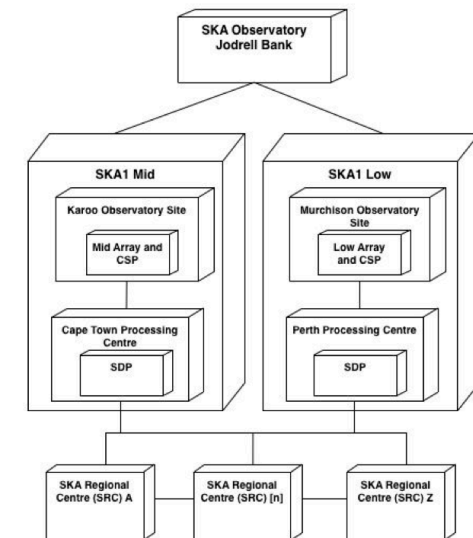 SKA Observatory
Jodrell Bank
SKA1 Mid
Karoo Observatory Site
Mid Array and
CSP
Cape Town Processing
Centre
SDP
SKA1 Low
Murchison Observatory
Site
Low Array
and CSP
Perth Processing Centre
SDP
SKA Regional
Centre (SRC) A
SKA Regional
Centre (SRC) [n]
SKA Regional
Centre (SRC) Z